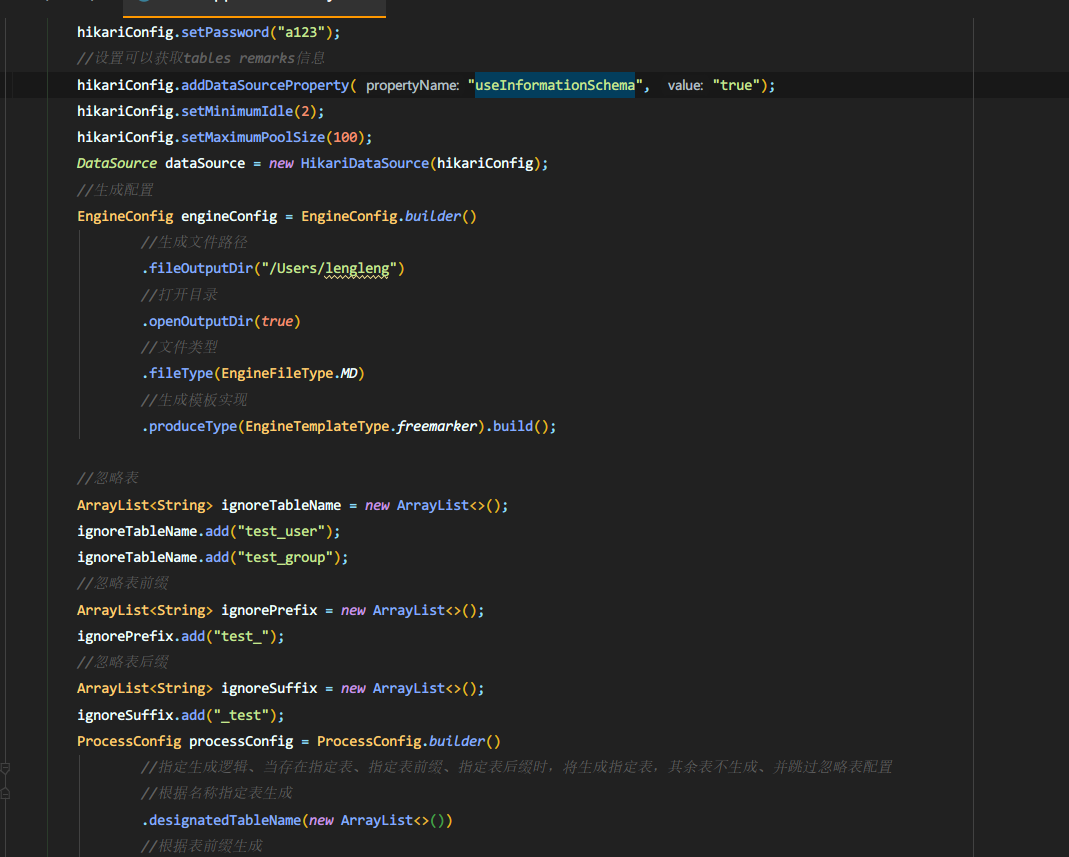 hikariConfig.setPassword("a123");
//设置可以获取tables remarks信息
hikariConfig.addDataSourceProperty( propertyName: "useInformationSchema", value: "true");
hikariConfig.setMinimumIdle(2);
hikariConfig.setMaximumPoolSize(100);
DataSource dataSource = new HikariDataSource(hikariConfig);
//生成配置
EngineConfig engineConfig = EngineConfig.builder()
//生成文件路径
.fileOutputDir("/Users/lengleng")
//打开目录
.openOutputDir(true)
//文件类型
.fileType(EngineFileType.MD)
//生成模板实现
.produceType(EngineTemplateType.freemarker).build();
//忽略表
ArrayList<String> ignoreTableName = new ArrayList<>();
ignoreTableName.add("test_user");
ignoreTableName.add("test_group");
//忽略表前缀
ArrayList<String> ignorePrefix = new ArrayList<>();
ignorePrefix.add("test_");
//忽略表后缀
ArrayList<String> ignoreSuffix = new ArrayList<>();
ignoreSuffix.add("_test");
ProcessConfig processConfig = ProcessConfig.builder()
//指定生成逻辑、当存在指定表、指定表前缀、指定表后缀时，将生成指定表，其余表不生成、并跳过忽略表配置
//根据名称指定表生成
.designatedTableName(new ArrayList<>())
//根据表前缀生成